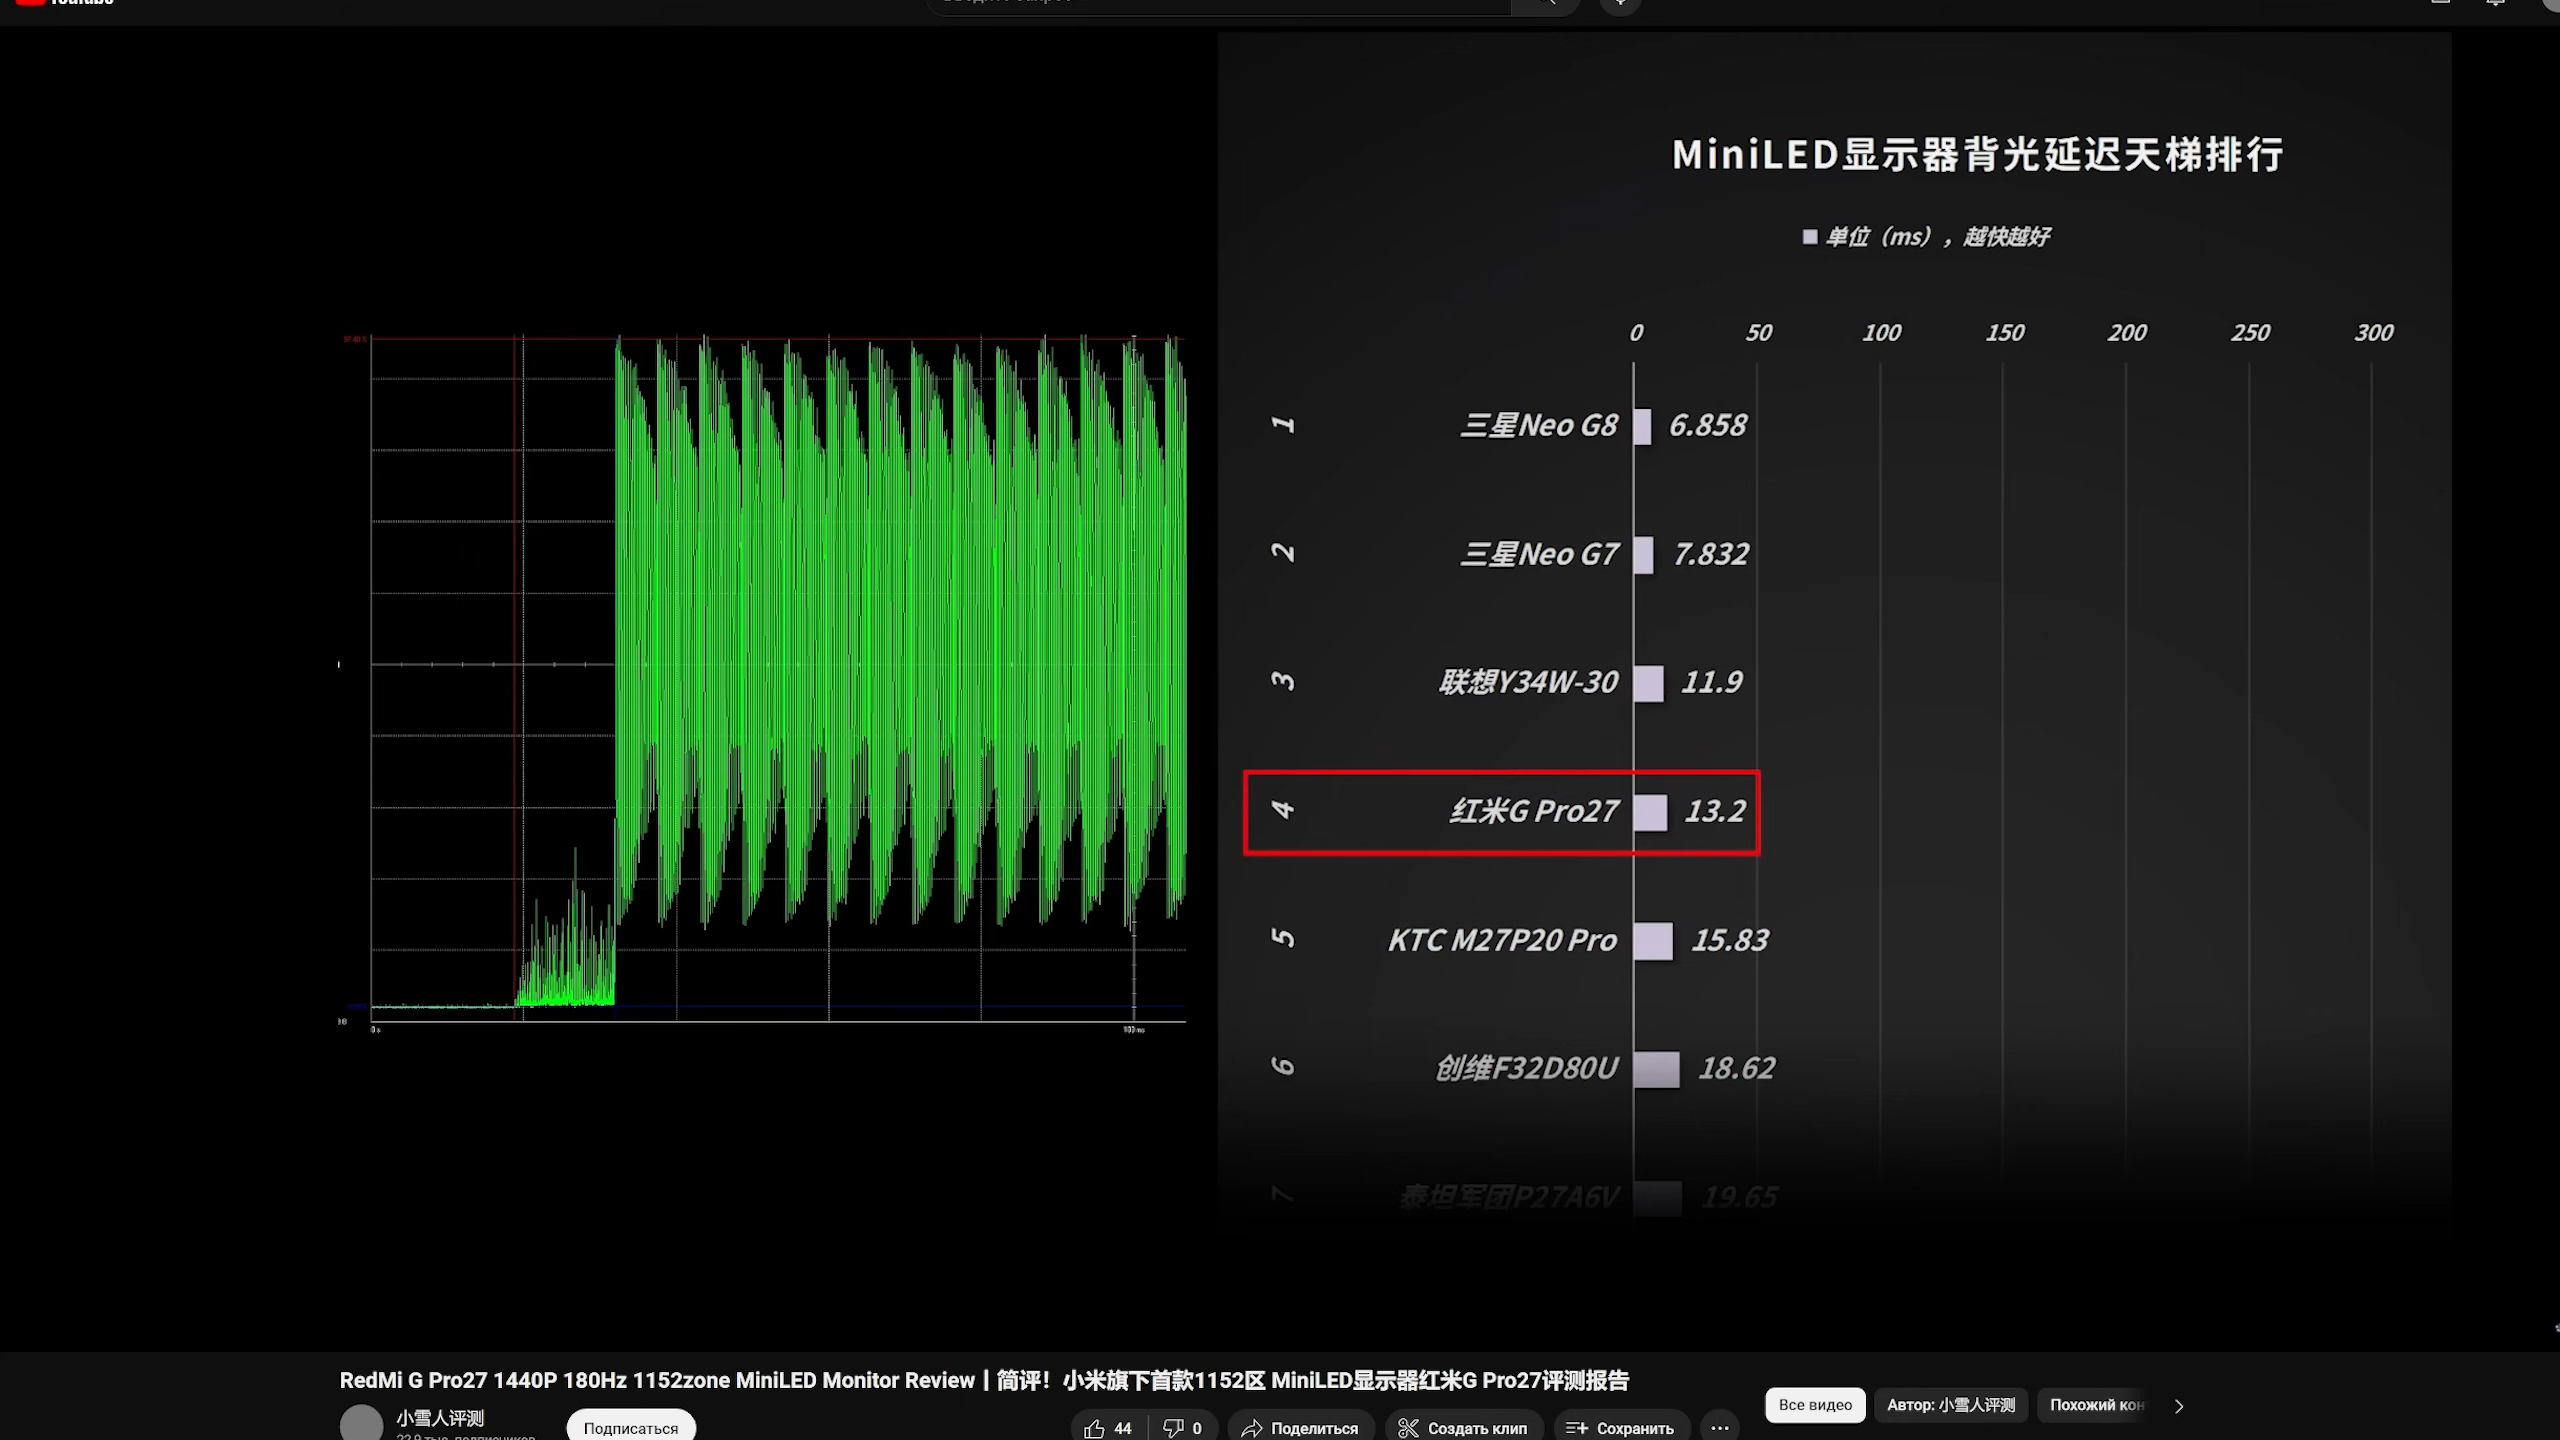 YouTube
MiniLED显示器背光延迟天梯排行
单位（ms），越快越好
0 50 100 150 200 250 300
1 三星Neo G8 6.858
2 三星Neo G7 7.832
3 联想Y34W-30 11.9
4 红米G Pro27 13.2
5 KTC M27P20 Pro 15.83
6 创维F32D80U 18.62
7 泰坦军团P27A6V 19.65
0 s
100 ms
RedMi G Pro27 1440P 180Hz 1152zone MiniLED Monitor Review | 简评！小米旗下首款1152区 MiniLED显示器红米G Pro27评测报告
小雪人评测
Подписаться
44
0
Поделиться
Создать клип
Сохранить
Все видео
Автор: 小雪人评测
Похожий кон